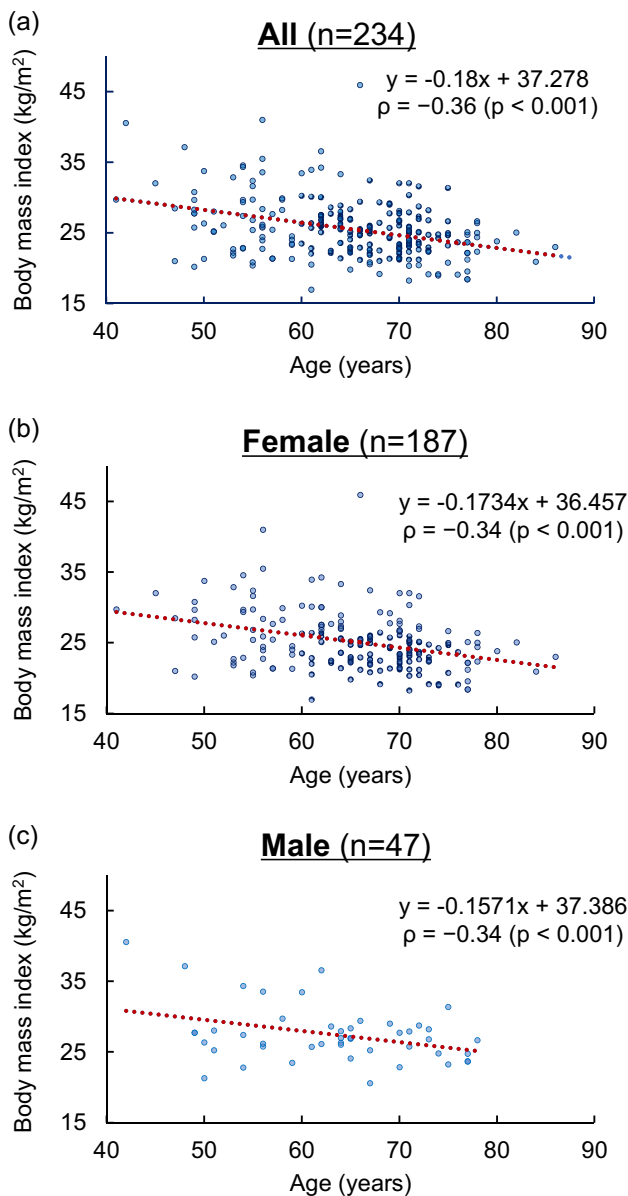 (a)
All (n=234)
y = -0.18x + 37.278
ρ = −0.36 (p < 0.001)
Body mass index (kg/m²)
45
35
25
15
40 50 60 70 80 90
Age (years)
(b)
Female (n=187)
y = -0.1734x + 36.457
ρ = −0.34 (p < 0.001)
Body mass index (kg/m²)
45
35
25
15
40 50 60 70 80 90
Age (years)
(c)
Male (n=47)
y = -0.1571x + 37.386
ρ = −0.34 (p < 0.001)
Body mass index (kg/m²)
45
35
25
15
40 50 60 70 80 90
Age (years)